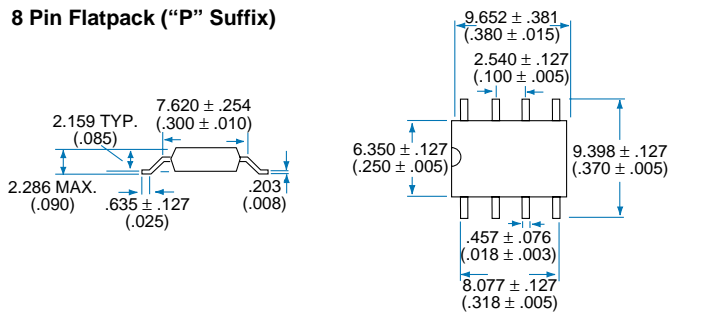 8 Pin Flatpack (“P” Suffix)
2.159 TYP.
(.085)
7.620 ± .254
(.300 ± .010)
2.286 MAX.
(.090)
.635 ± .127
(.025)
.203
(.008)
9.652 ± .381
(.380 ± .015)
2.540 ± .127
(.100 ± .005)
6.350 ± .127
(.250 ± .005)
9.398 ± .127
(.370 ± .005)
.457 ± .076
(.018 ± .003)
8.077 ± .127
(.318 ± .005)